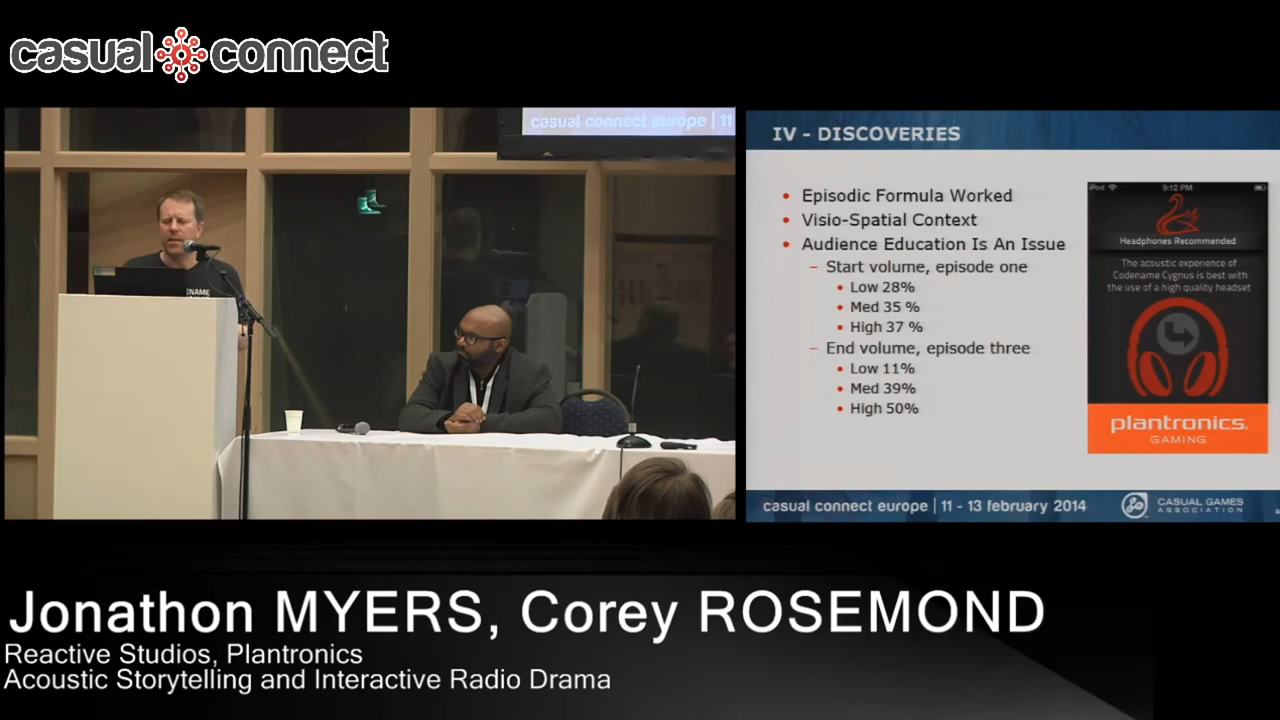 casual connect
casual connect europe | 11
NAME
IV - DISCOVERIES
• Episodic Formula Worked
• Visio-Spatial Context
• Audience Education Is An Issue
– Start volume, episode one
• Low 28%
• Med 35 %
• High 37 %
– End volume, episode three
• Low 11%
• Med 39%
• High 50%
iPod 9:12 PM
Headphones Recommended
The acoustic experience of
Codename Cygnus is best with
the use of a high quality headset
plantronics.
GAMING
casual connect europe | 11 - 13 february 2014
CASUAL GAMES
ASSOCIATION
Jonathon MYERS, Corey ROSEMOND
Reactive Studios, Plantronics
Acoustic Storytelling and Interactive Radio Drama